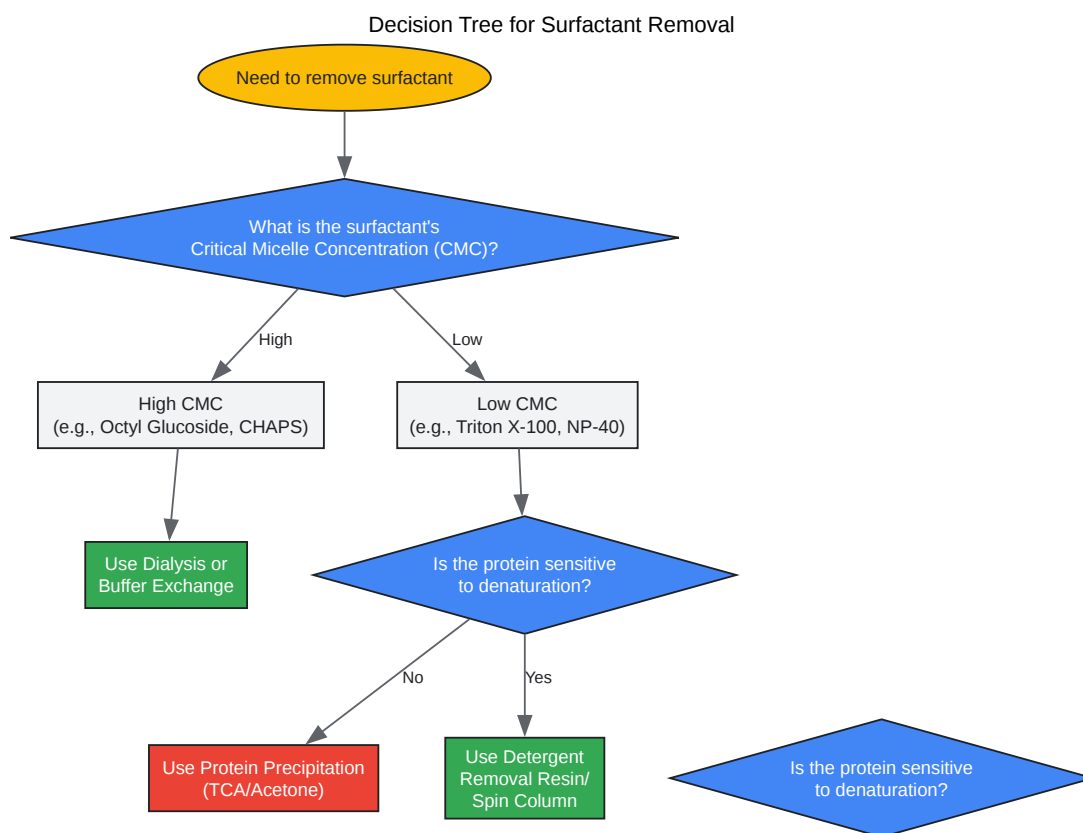 Decision Tree for Surfactant Removal
Need to remove surfactant
What is the surfactant's
Critical Micelle Concentration (CMC)?
High
Low
High CMC
(e.g., Octyl Glucoside, CHAPS)
Low CMC
(e.g., Triton X-100, NP-40)
Use Dialysis or
Buffer Exchange
Is the protein sensitive
to denaturation?
No
Yes
Use Protein Precipitation
(TCA/Acetone)
Use Detergent
Removal Resin/
Spin Column
Is the protein sensitive
to denaturation?